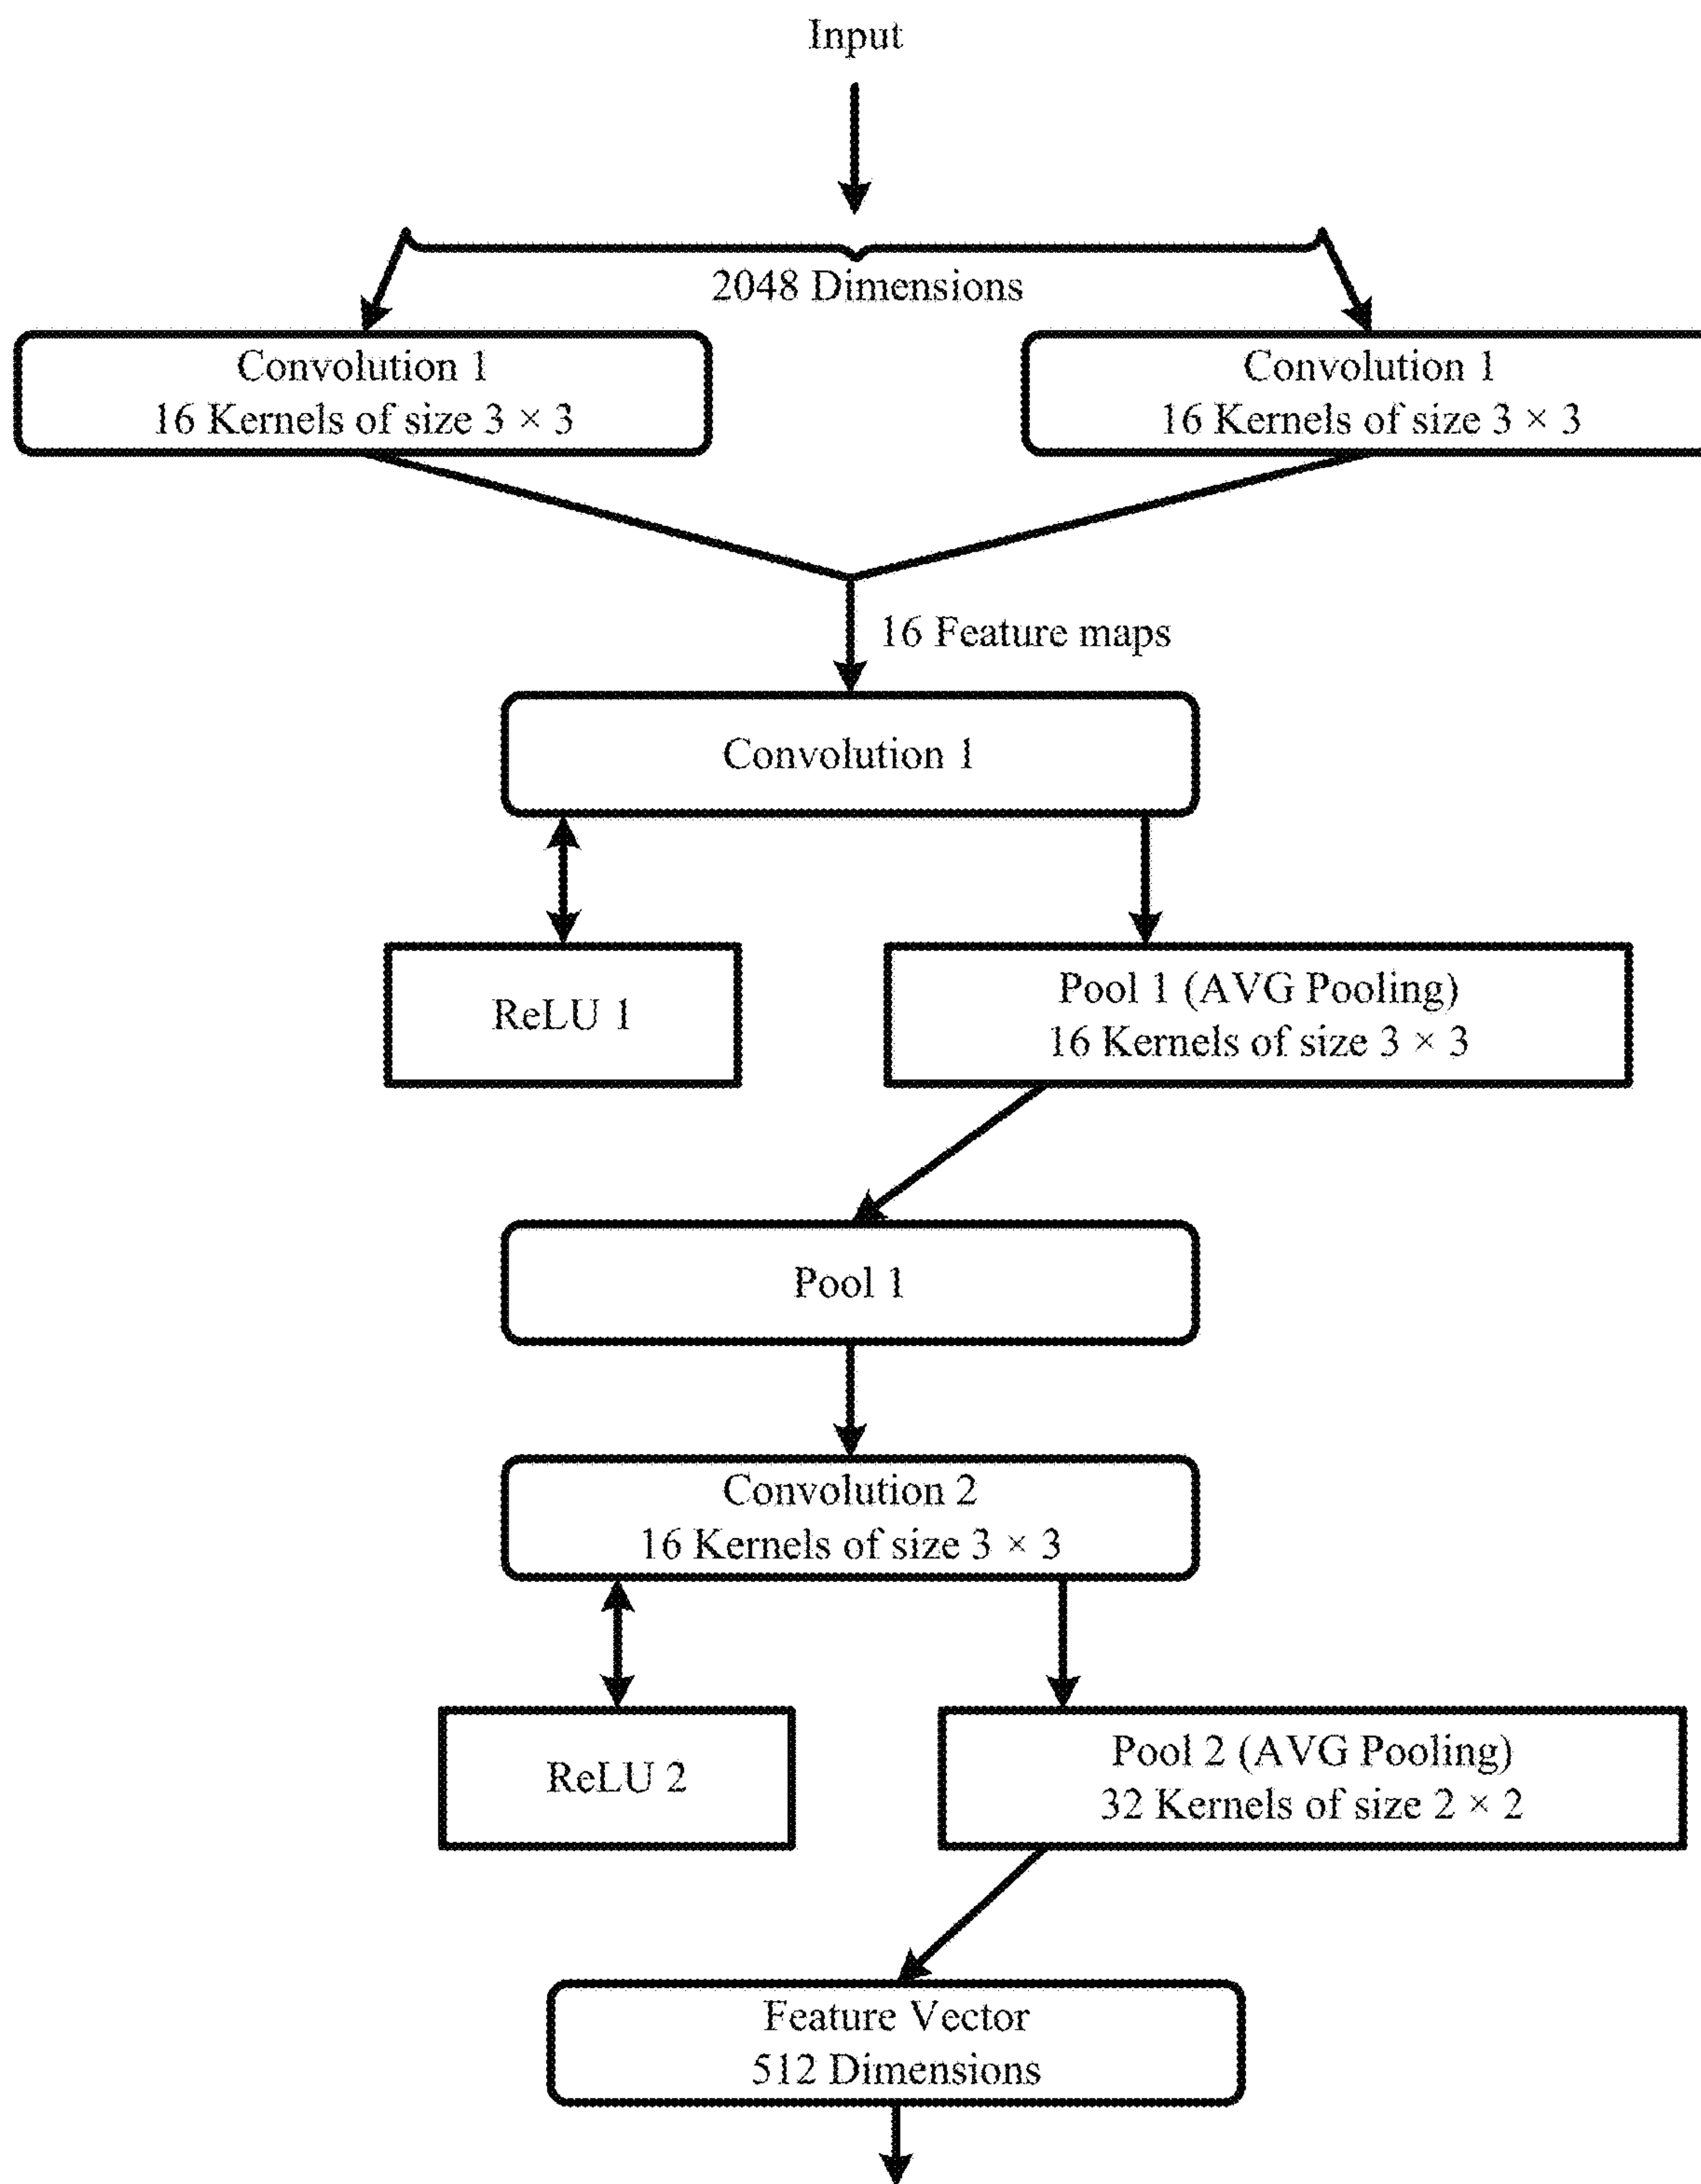 Input
2048 Dimensions
Convolution 1
16 Kernels of size 3 × 3
Convolution 1
16 Kernels of size 3 × 3
16 Feature maps
Convolution 1
ReLU 1
Pool 1 (AVG Pooling)
16 Kernels of size 3 × 3
Pool 1
Convolution 2
16 Kernels of size 3 × 3
ReLU 2
Pool 2 (AVG Pooling)
32 Kernels of size 2 × 2
Feature Vector
512 Dimensions